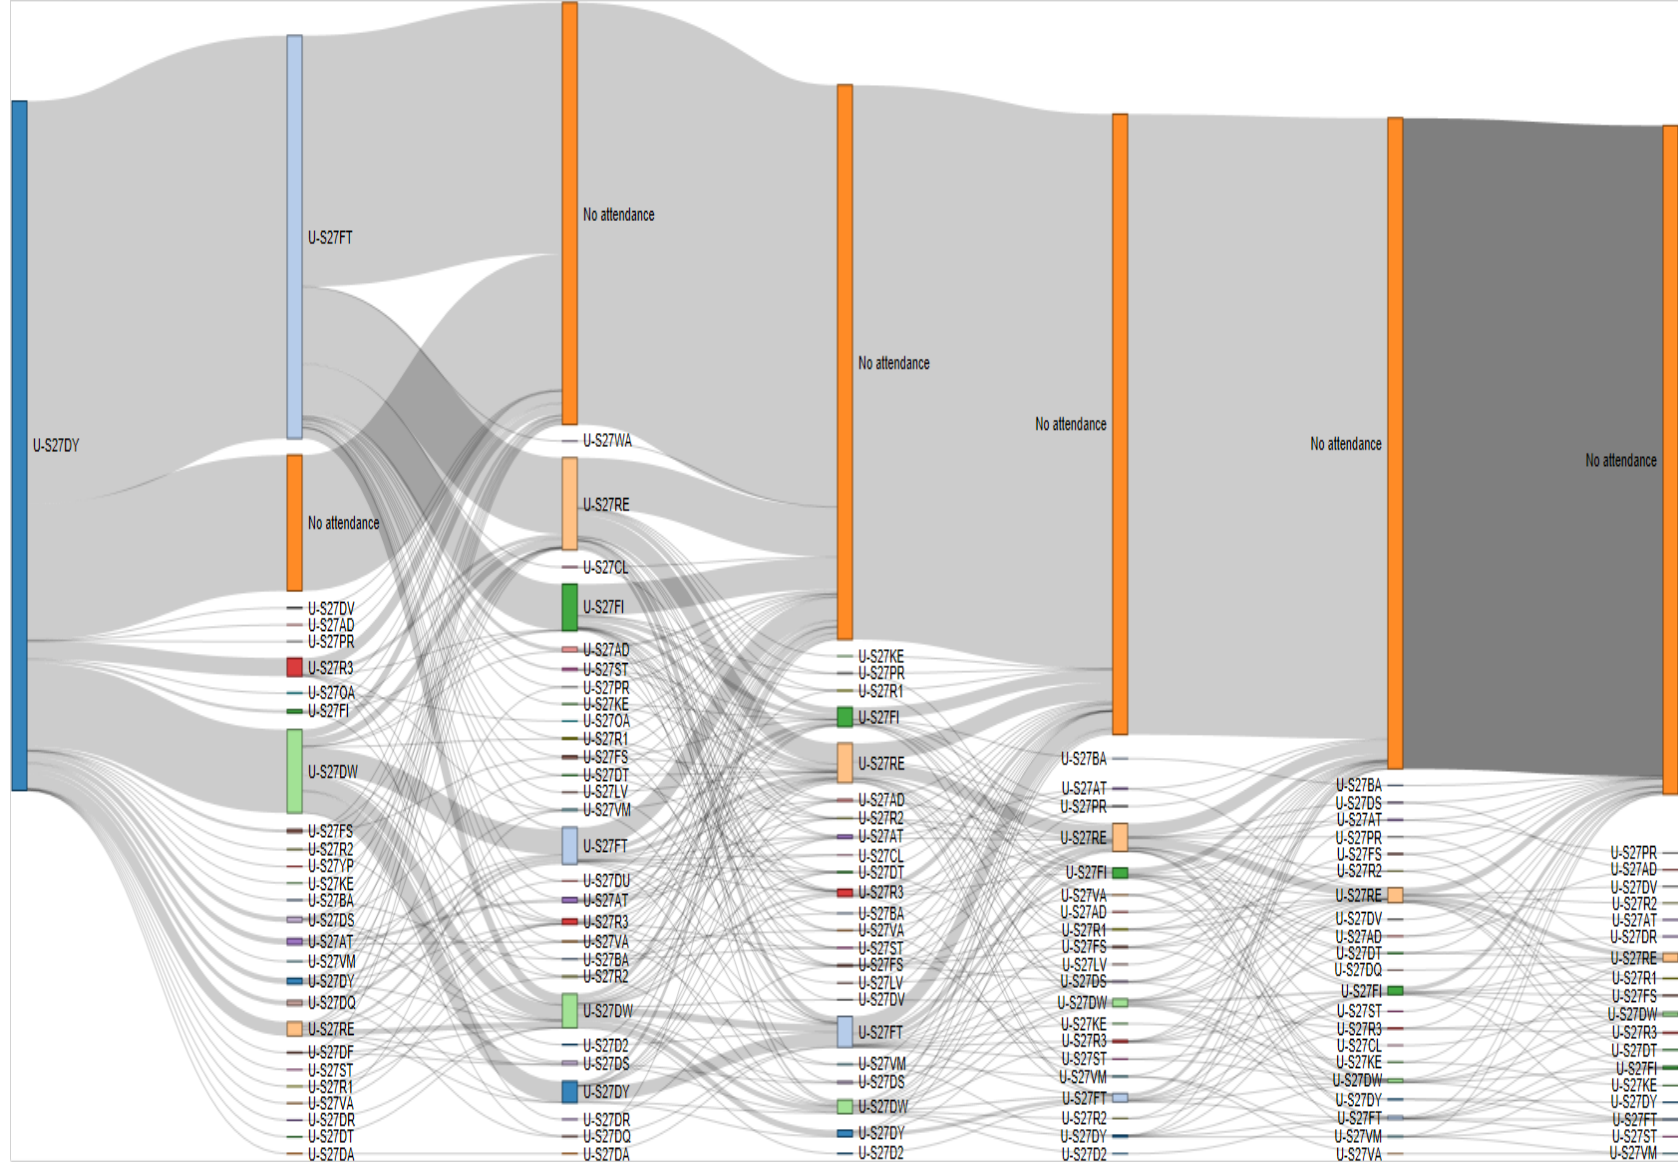 U-S27DY
U-S27FT
No attendance
U-S27DV
U-S27AD
U-S27PR
U-S27R3
U-S27OA
U-S27FI
U-S27DW
U-S27FS
U-S27R2
U-S27YP
U-S27KE
U-S27BA
U-S27DS
U-S27AT
U-S27VM
U-S27DY
U-S27DQ
U-S27RE
U-S27DF
U-S27ST
U-S27R1
U-S27VA
U-S27DR
U-S27DT
U-S27DA
No attendance
U-S27WA
U-S27RE
U-S27CL
U-S27FI
U-S27AD
U-S27ST
U-S27PR
U-S27KE
U-S27OA
U-S27R1
U-S27FS
U-S27DT
U-S27LV
U-S27VM
U-S27FT
U-S27DU
U-S27AT
U-S27R3
U-S27VA
U-S27BA
U-S27R2
U-S27DW
U-S27D2
U-S27DS
U-S27DY
U-S27DR
U-S27DQ
U-S27DA
No attendance
U-S27KE
U-S27PR
U-S27R1
U-S27FI
U-S27RE
U-S27AD
U-S27R2
U-S27AT
U-S27CL
U-S27DT
U-S27R3
U-S27BA
U-S27VA
U-S27ST
U-S27FS
U-S27LV
U-S27DV
U-S27FT
U-S27VM
U-S27DS
U-S27DW
U-S27DY
U-S27D2
No attendance
U-S27BA
U-S27AT
U-S27PR
U-S27RE
U-S27FI
U-S27VA
U-S27AD
U-S27R1
U-S27FS
U-S27LV
U-S27DS
U-S27DW
U-S27KE
U-S27R3
U-S27ST
U-S27VM
U-S27FT
U-S27R2
U-S27DY
U-S27D2
No attendance
U-S27BA
U-S27DS
U-S27AT
U-S27PR
U-S27FS
U-S27R2
U-S27RE
U-S27DV
U-S27AD
U-S27DT
U-S27DQ
U-S27FI
U-S27ST
U-S27R3
U-S27CL
U-S27KE
U-S27DW
U-S27DY
U-S27FT
U-S27VM
U-S27VA
No attendance
U-S27PR
U-S27AD
U-S27DV
U-S27R2
U-S27AT
U-S27DR
U-S27RE
U-S27R1
U-S27FS
U-S27DW
U-S27R3
U-S27DT
U-S27FI
U-S27KE
U-S27DY
U-S27FT
U-S27ST
U-S27VM